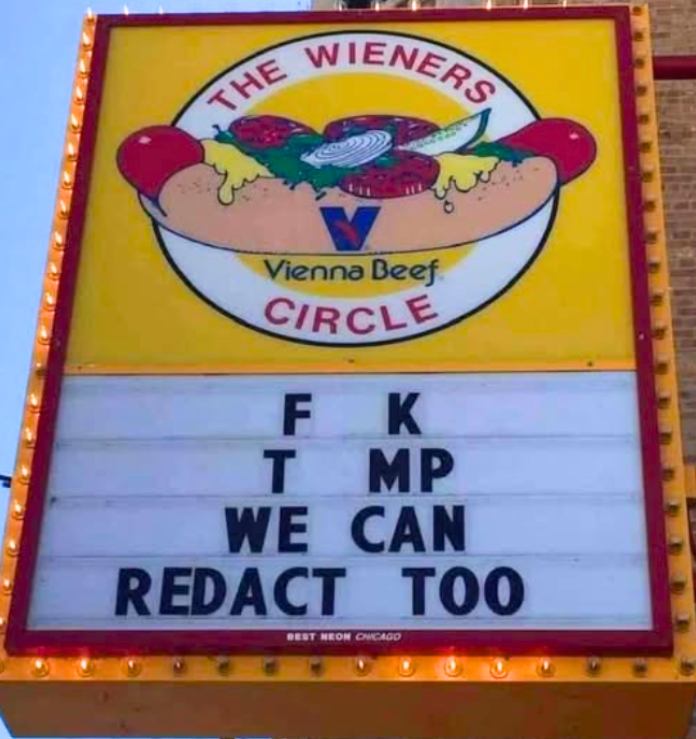 THE WIENERS
Vienna Beef
CIRCLE
F K
T MP
WE CAN
REDACT TOO
BEST NEON CHICAGO